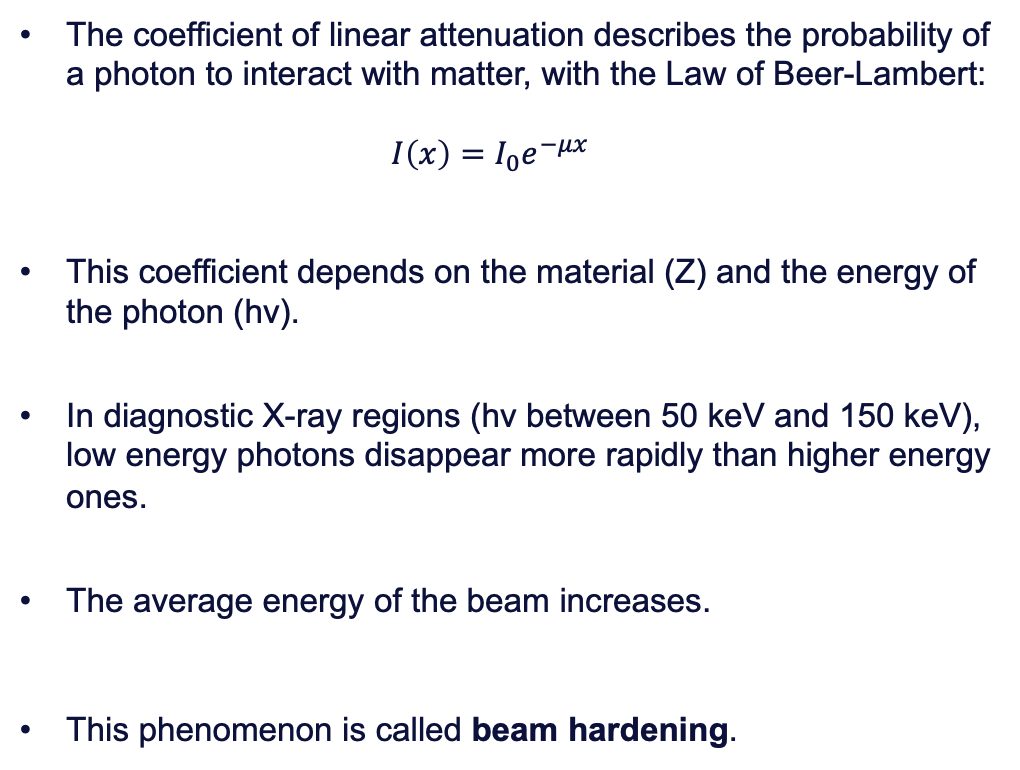 • The coefficient of linear attenuation describes the probability of
a photon to interact with matter, with the Law of Beer-Lambert:
I(x) = I₀e^{−μx}
• This coefficient depends on the material (Z) and the energy of
the photon (hv).
• In diagnostic X-ray regions (hv between 50 keV and 150 keV),
low energy photons disappear more rapidly than higher energy
ones.
• The average energy of the beam increases.
• This phenomenon is called beam hardening.